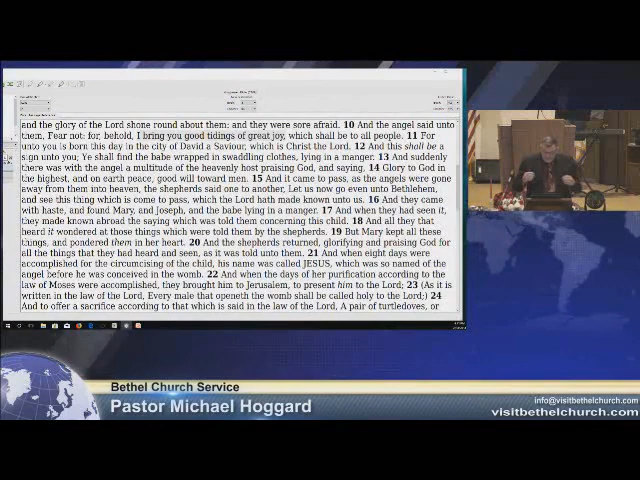 and the glory of the Lord shone round about them: and they were sore afraid. 10 And the angel said unto
them, Fear not: for, behold, I bring you good tidings of great joy, which shall be to all people. 11 For
unto you is born this day in the city of David a Saviour, which is Christ the Lord. 12 And this shall be a
sign unto you; Ye shall find the babe wrapped in swaddling clothes, lying in a manger. 13 And suddenly
there was with the angel a multitude of the heavenly host praising God, and saying, 14 Glory to God in
the highest, and on earth peace, good will toward men. 15 And it came to pass, as the angels were gone
away from them into heaven, the shepherds said one to another, Let us now go even unto Bethlehem,
and see this thing which is come to pass, which the Lord hath made known unto us. 16 And they came
with haste, and found Mary, and Joseph, and the babe lying in a manger.
17 And when they had seen it,
they made known abroad the saying which was told them concerning this child. 18 And all they that
heard it wondered at those things which were told them by the shepherds. 19 But Mary kept all these
things, and pondered them in her heart. 20 And the shepherds returned, glorifying and praising God for
all the things that they had heard and seen, as it was told unto them. 21 And when eight days were
accomplished for the circumcising of the child, his name was called JESUS, which was so named of the
angel before he was conceived in the womb. 22 And when the days of her purification according to the
law of Moses were accomplished, they brought him to Jerusalem, to present him to the Lord; 23 (As it is
written in the law of the Lord, Every male that openeth the womb shall be called holy to the Lord;) 24
And to offer a sacrifice according to that which is said in the law of the Lord, A pair of turtledoves, or
Bethel Church Service
Pastor Michael Hoggard
info@visitbethelchurch.com
visitbethelchurch.com